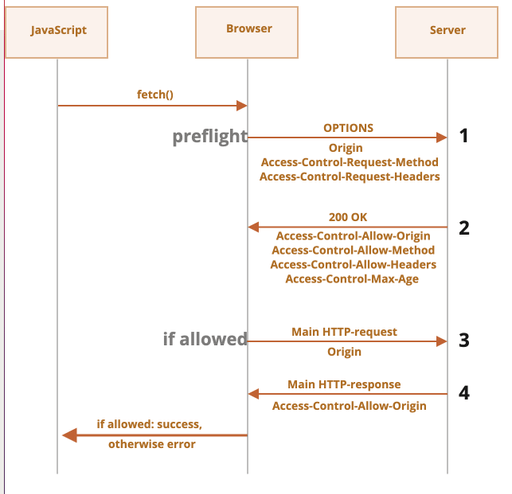 JavaScript
Browser
Server
fetch()
preflight
OPTIONS
1
Origin
Access-Control-Request-Method
Access-Control-Request-Headers
200 OK
2
Access-Control-Allow-Origin
Access-Control-Allow-Method
Access-Control-Allow-Headers
Access-Control-Max-Age
if allowed
Main HTTP-request
3
Origin
Main HTTP-response
4
Access-Control-Allow-Origin
if allowed: success,
otherwise error